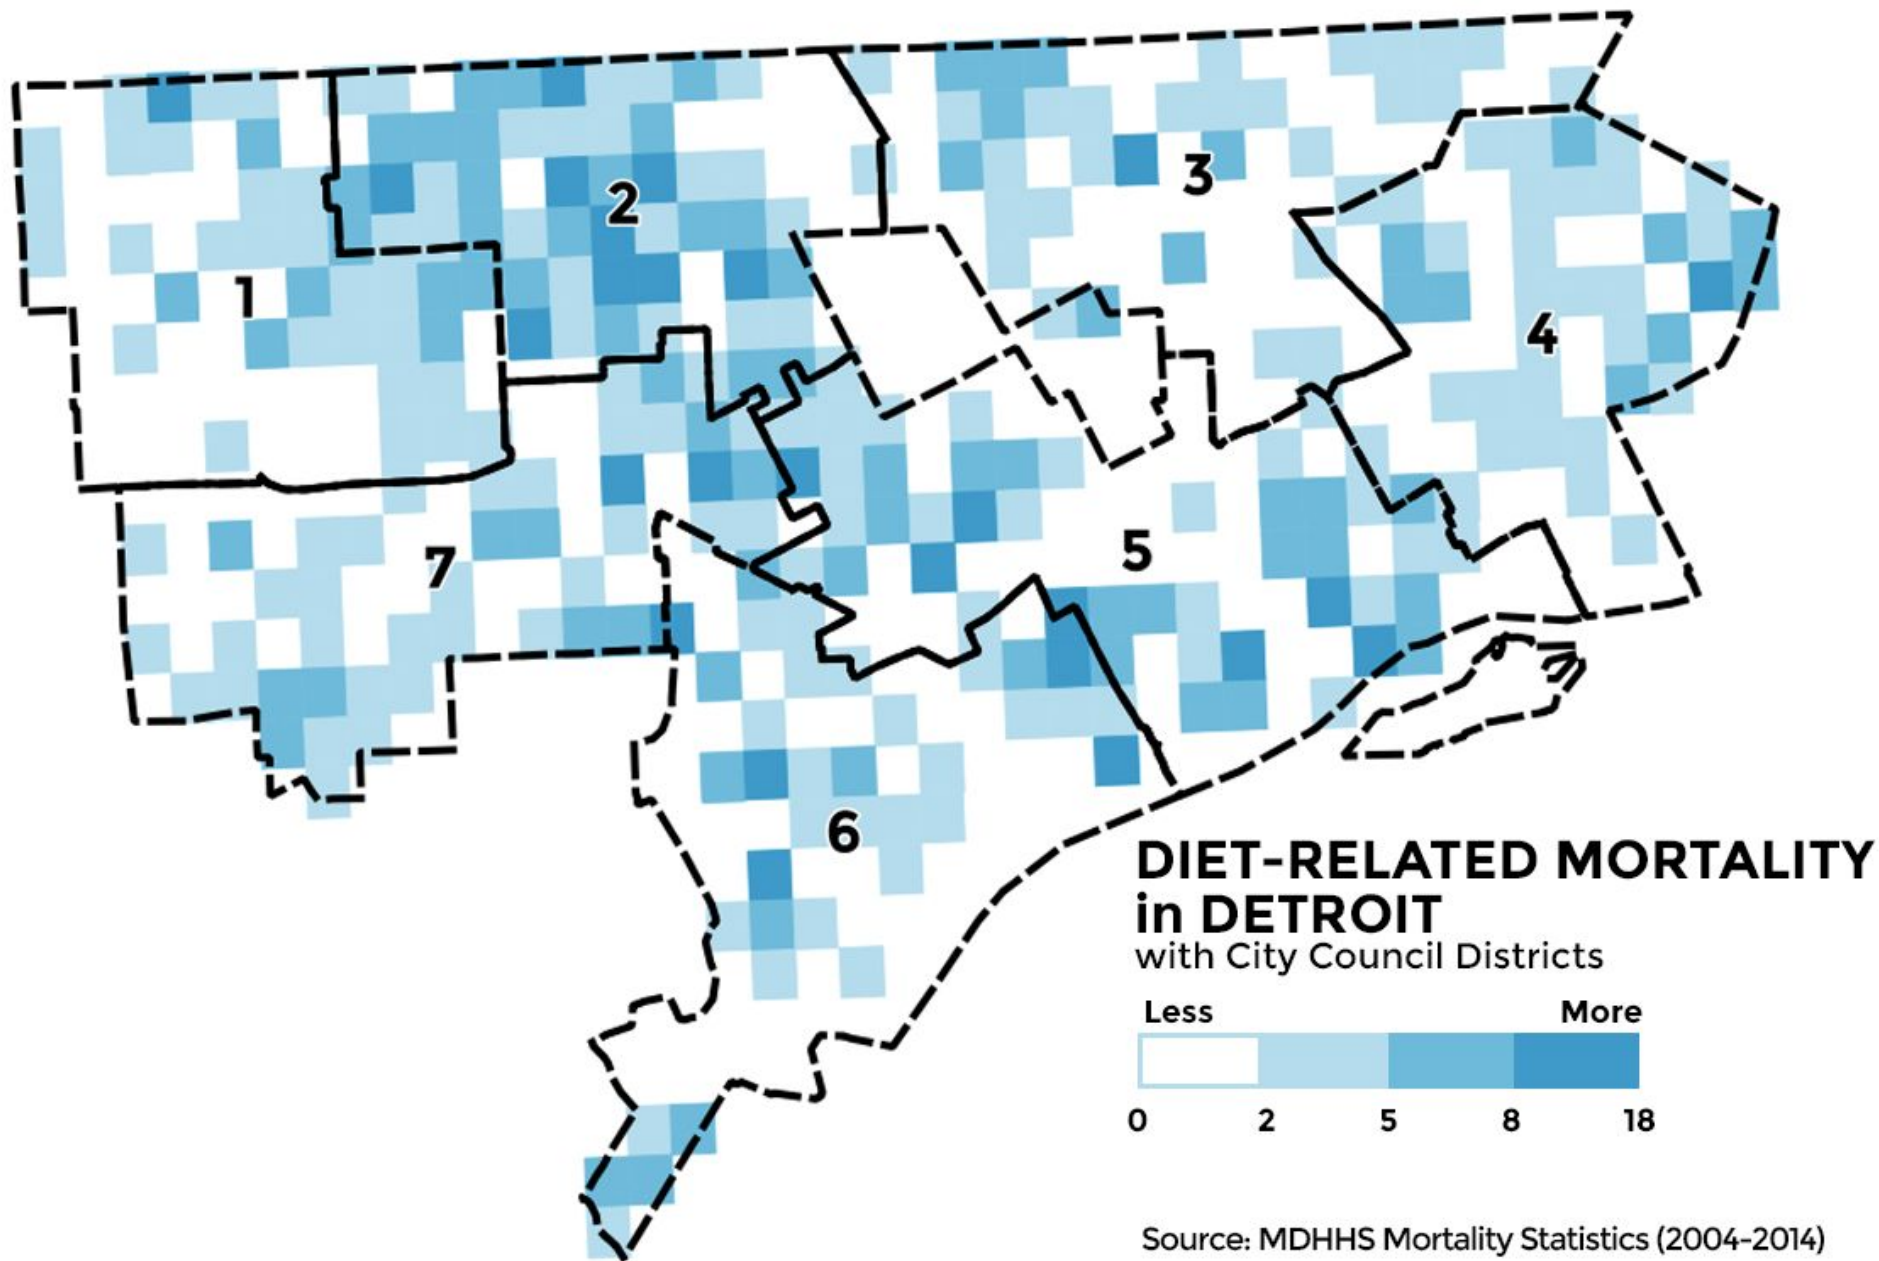 2
3
1
4
5
7
6
DIET-RELATED MORTALITY
in DETROIT
with City Council Districts
Less More
0 2 5 8 18
Source: MDHHS Mortality Statistics (2004-2014)